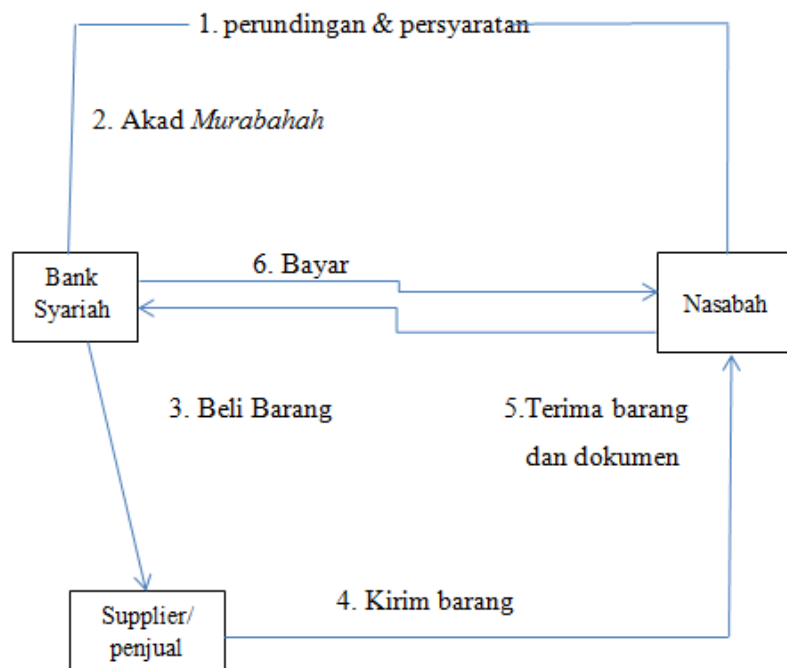 1. perundingan & persyaratan
2. Akad Murabahah
6. Bayar
Bank
Syariah
Nasabah
3. Beli Barang
5.Terima barang
dan dokumen
4. Kirim barang
Supplier/
penjual